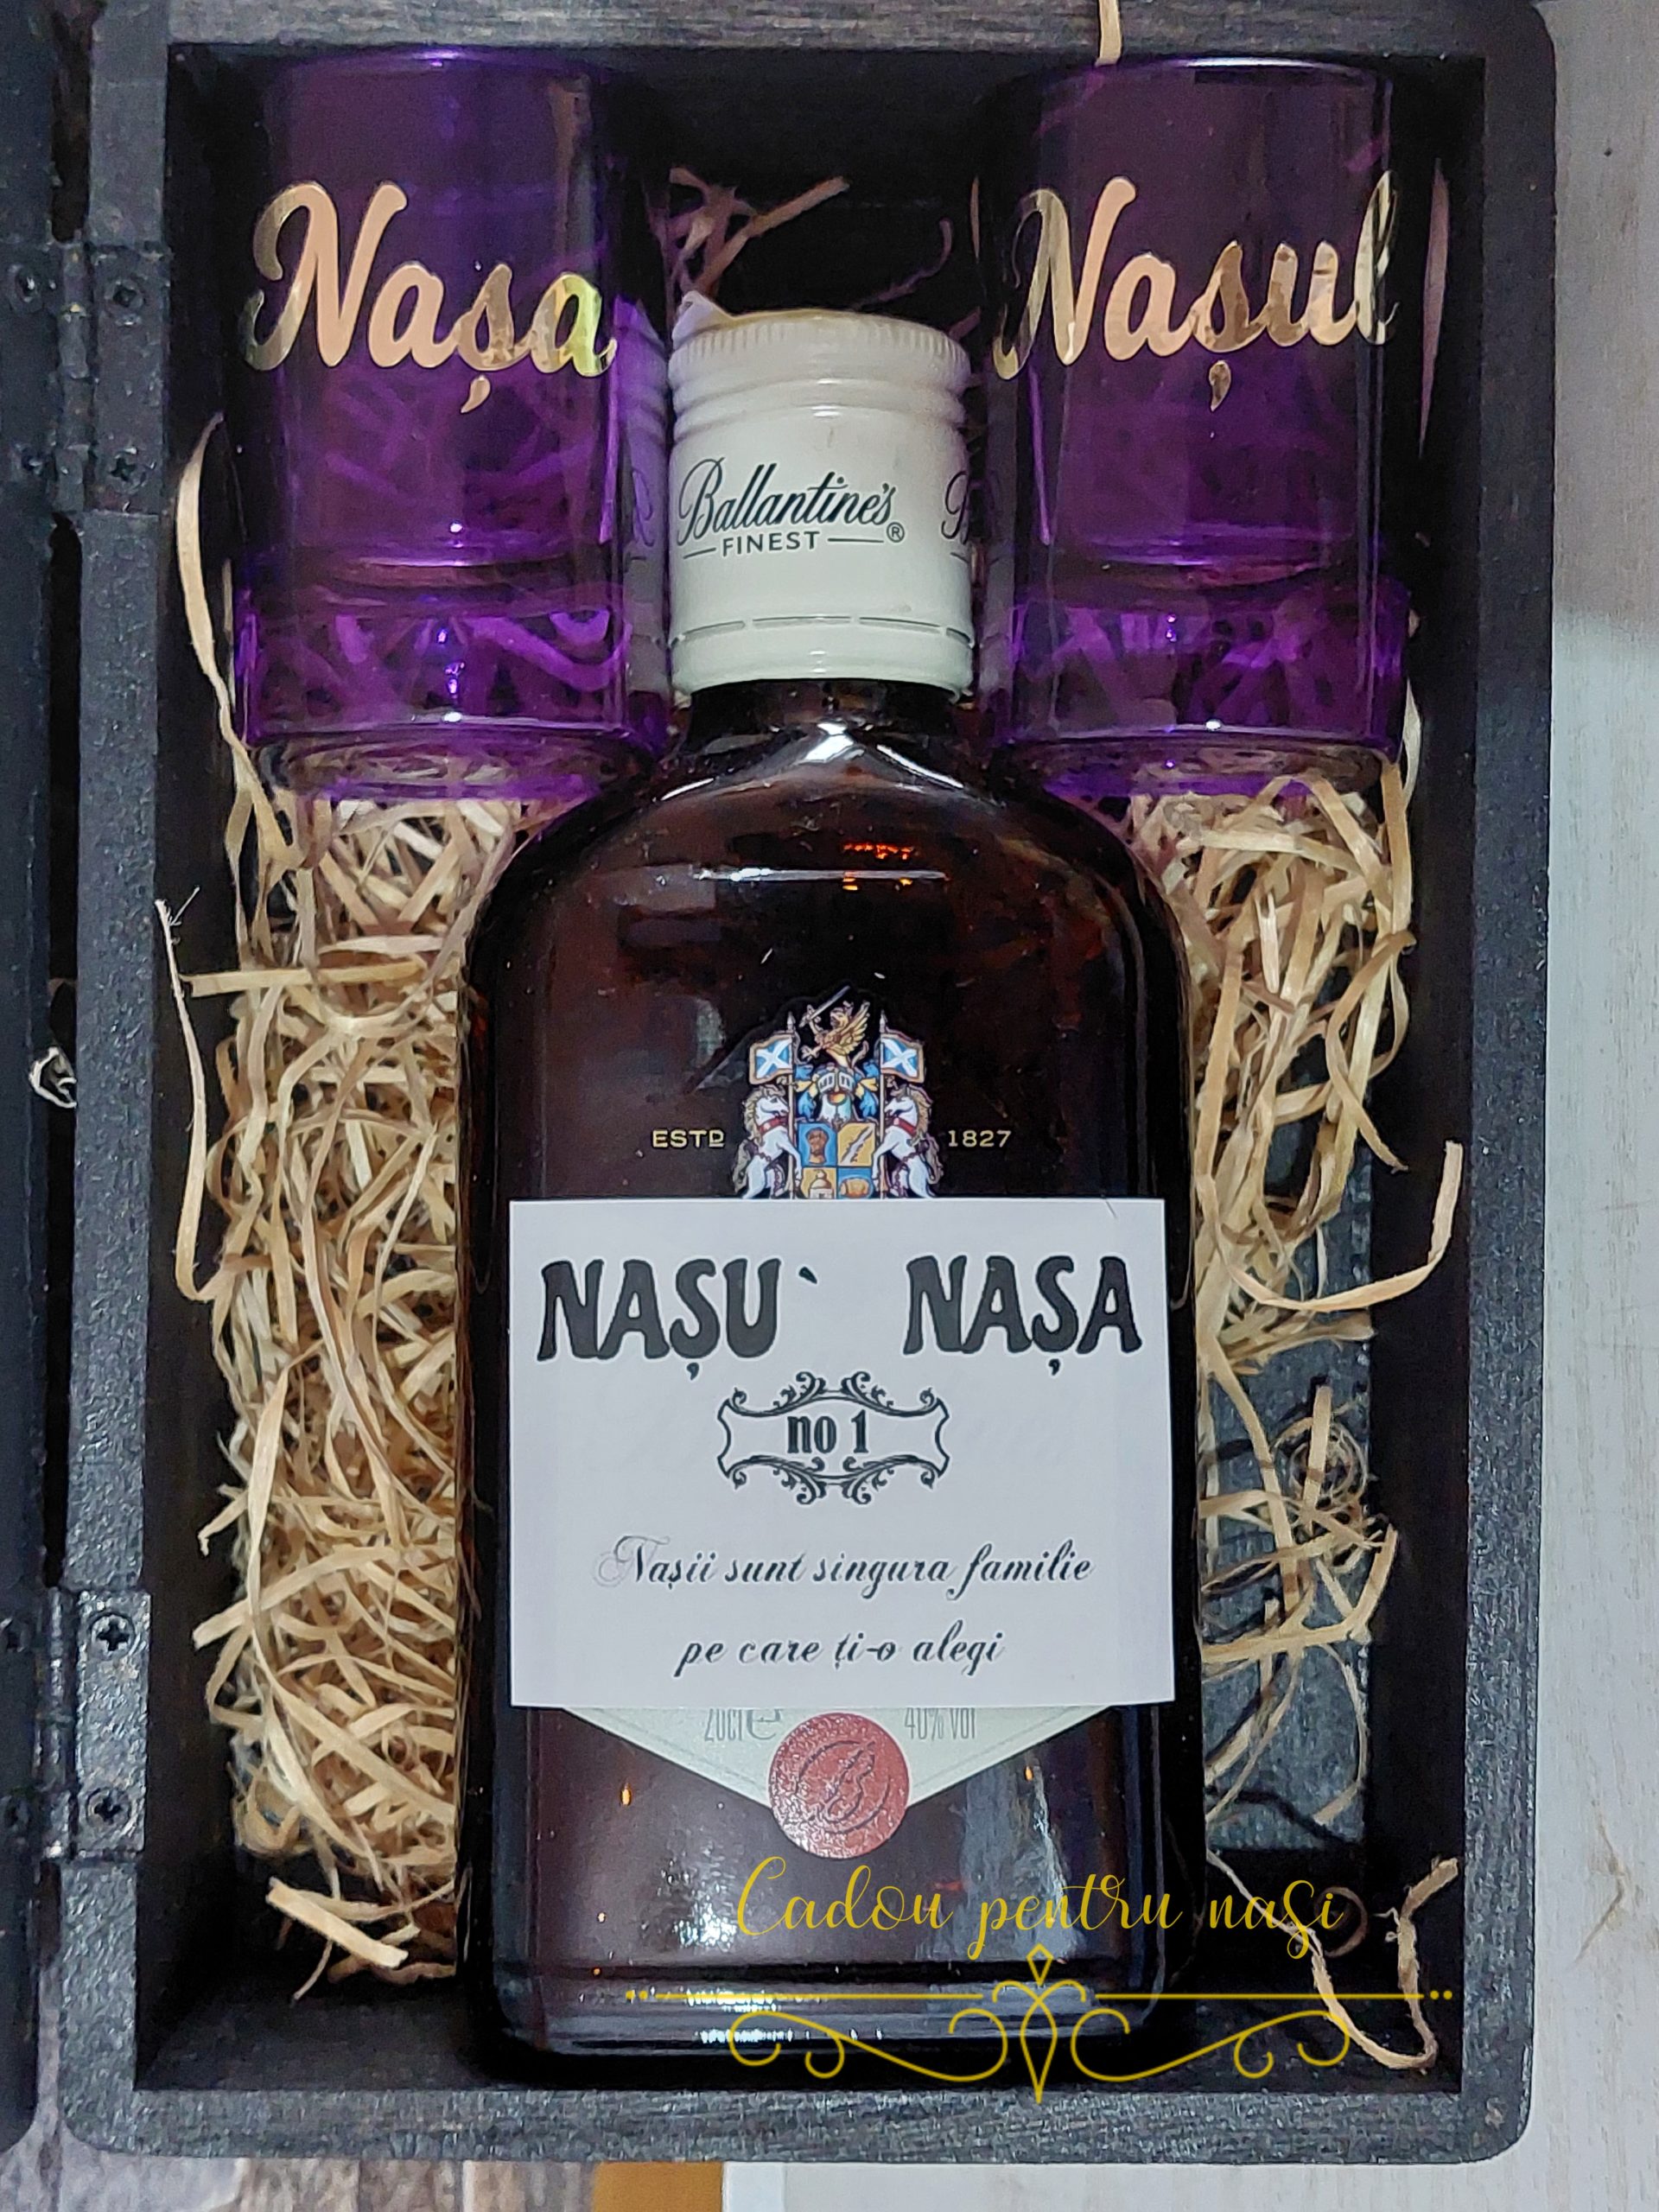 Nașa
Nașul
Ballantine's
FINEST ®
ESTD 1827
NAȘU` NAȘA
no 1
Nașii sunt singura familie
pe care ți-o alegi
20cl e 40% vol
B
Cadou pentru nași